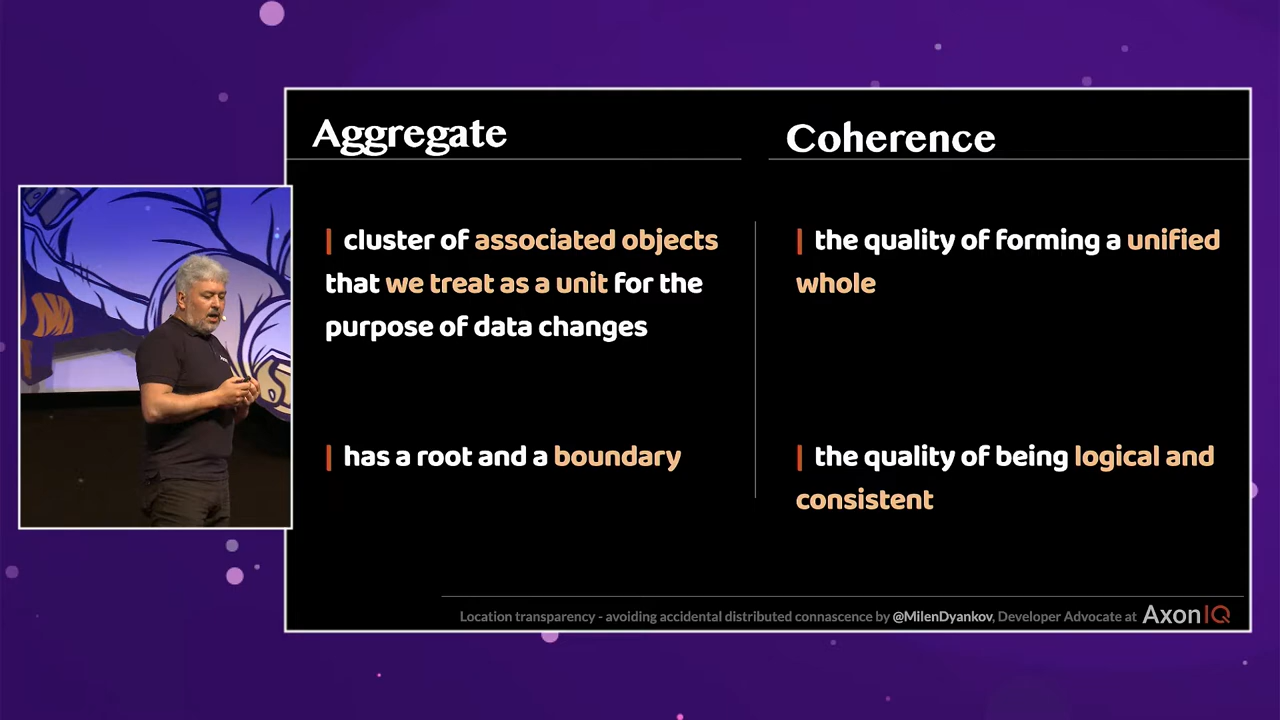 Aggregate
| cluster of associated objects
that we treat as a unit for the
purpose of data changes
| has a root and a boundary
Coherence
| the quality of forming a unified
whole
| the quality of being logical and
consistent
Location transparency - avoiding accidental distributed connascence by @MilenDyankov, Developer Advocate at AxonIQ